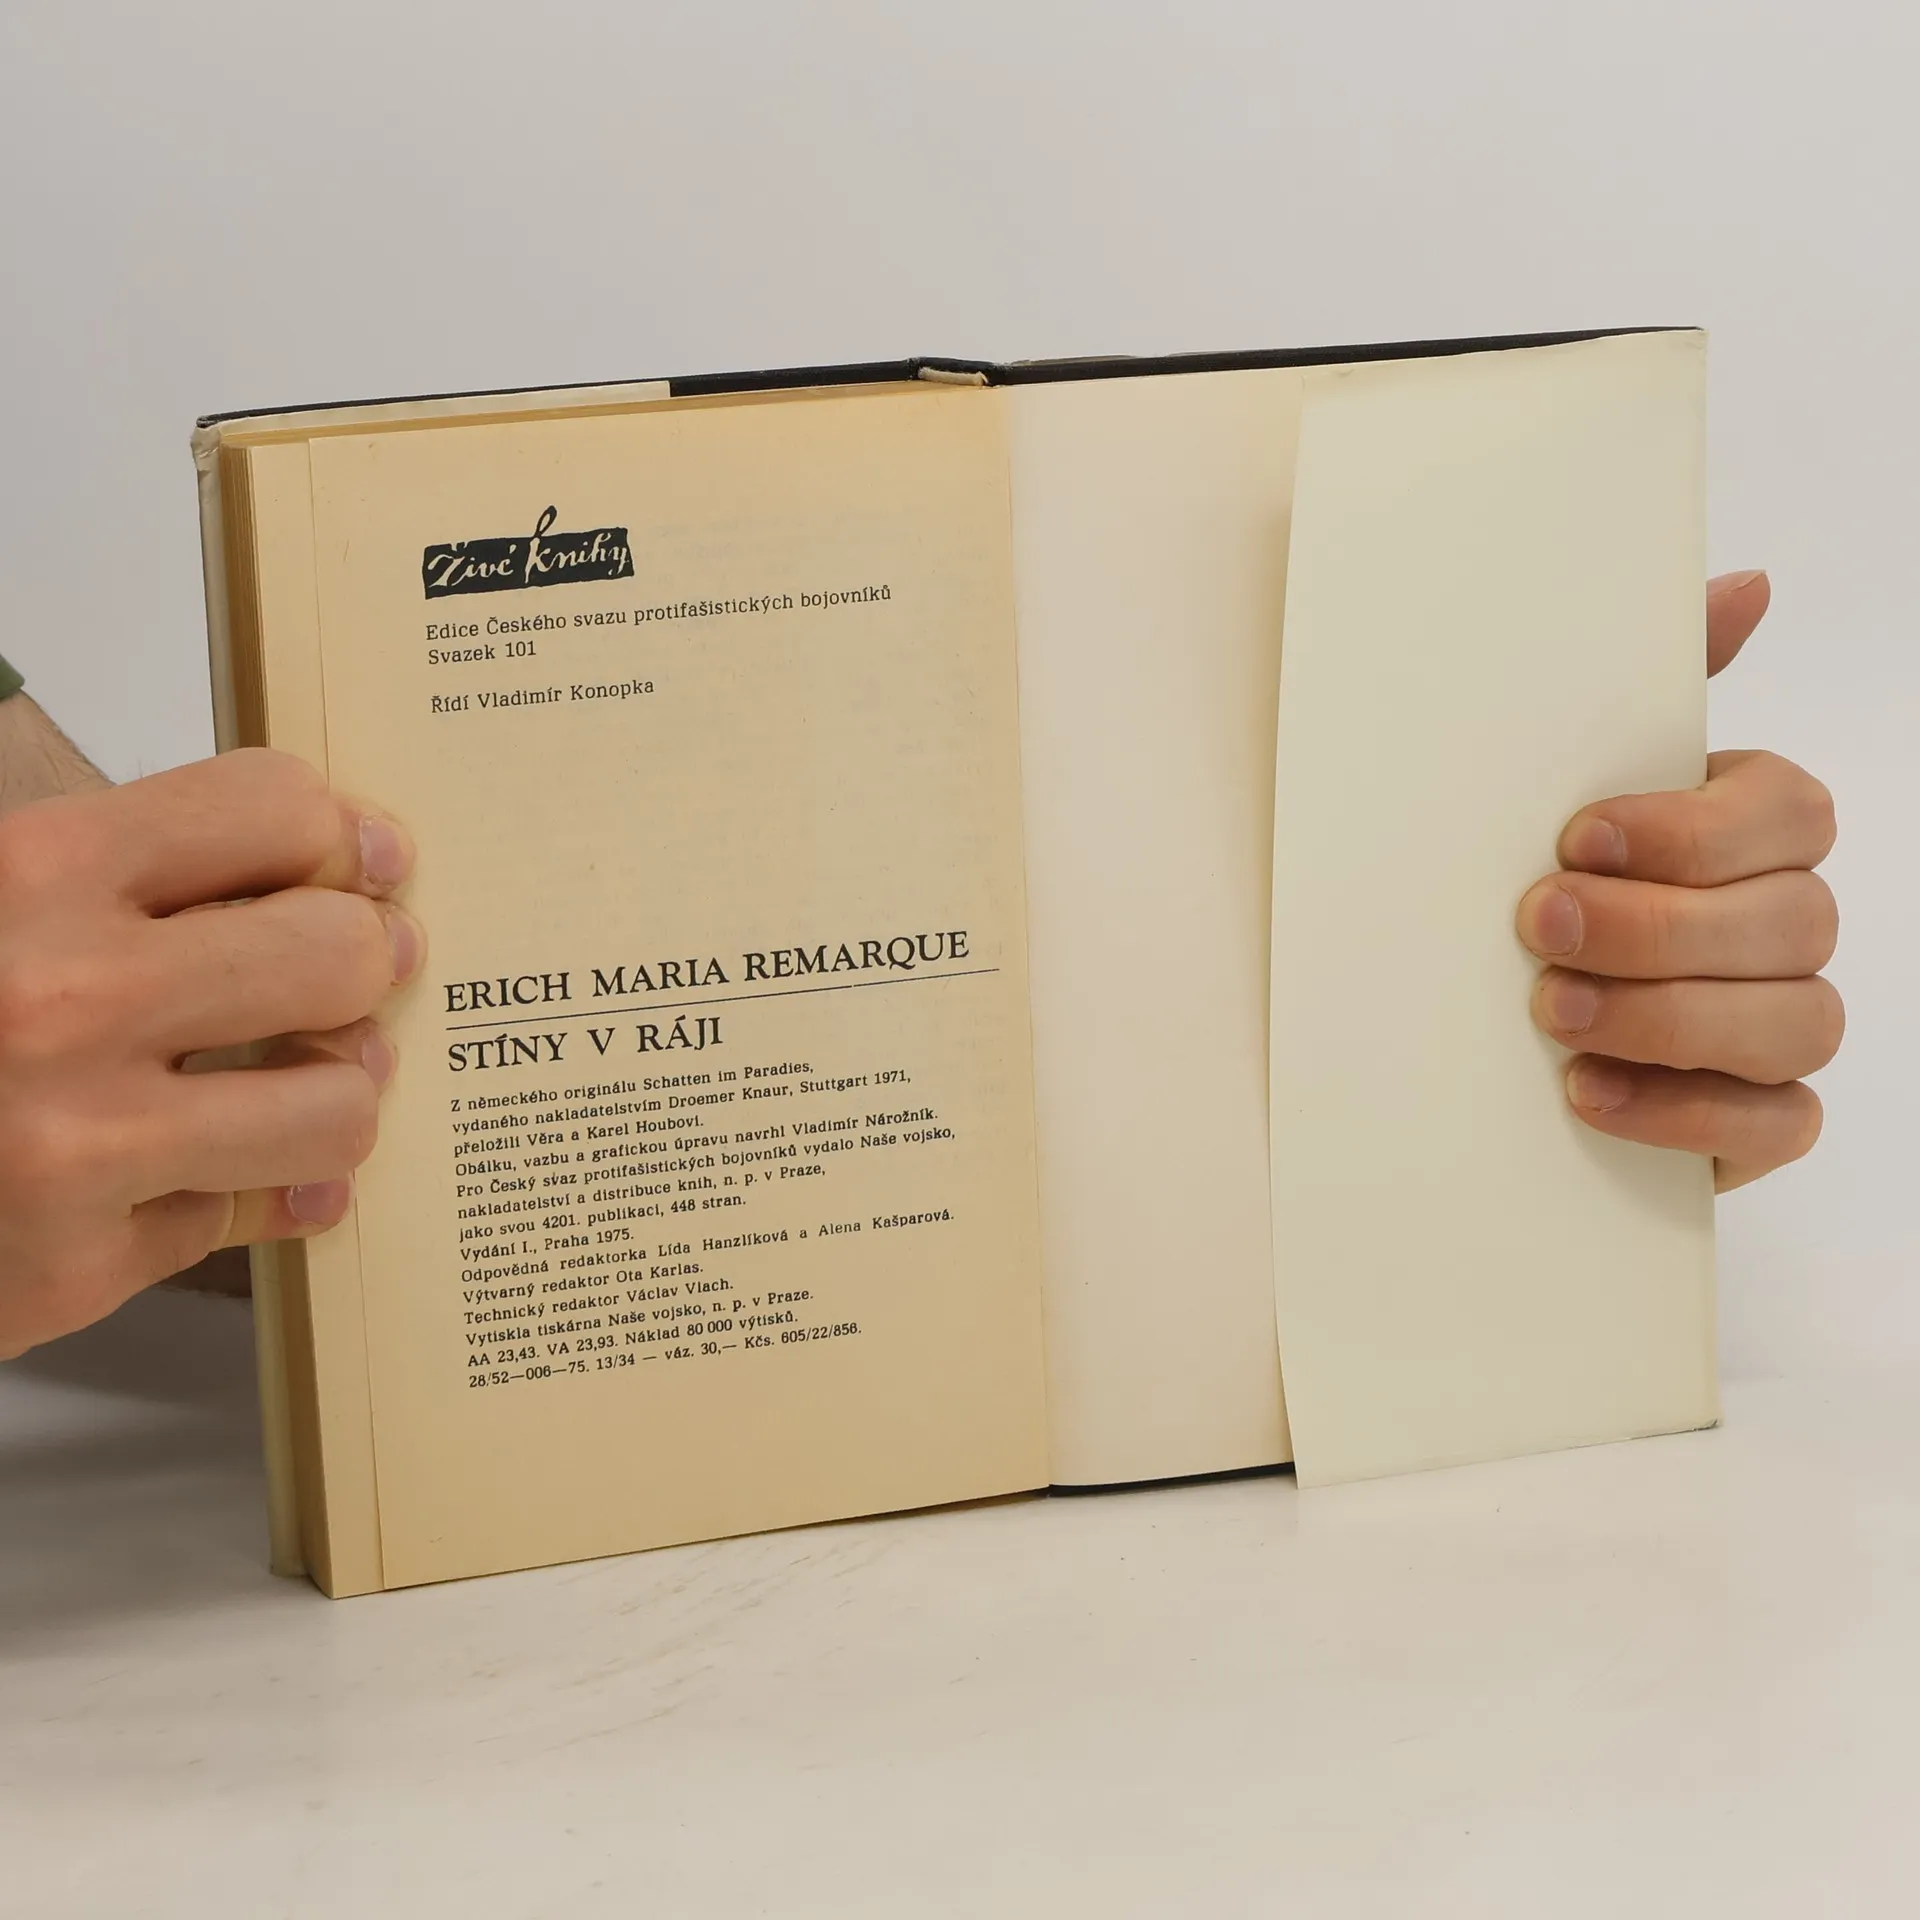 Živé knihy
Edice Českého svazu protifašistických bojovníků
Svazek 101
Řídí Vladimír Konopka
ERICH MARIA REMARQUE
STÍNY V RÁJI
Z německého originálu Schatten im Paradies,
vydaného nakladatelstvím Droemer Knaur, Stuttgart 1971,
přeložili Věra a Karel Houbovi.
Obálku, vazbu a grafickou úpravu navrhl Vladimír Nárožník.
Pro Český svaz protifašistických bojovníků vydalo Naše vojsko,
nakladatelství a distribuce knih, n. p. v Praze,
jako svou 4201. publikaci, 448 stran.
Vydání I., Praha 1975.
Odpovědná redaktorka Lída Hanzlíková a Alena Kašparová.
Výtvarný redaktor Ota Karlas.
Technický redaktor Václav Vlach.
Vytiskla tiskárna Naše vojsko, n. p. v Praze.
AA 23,43. VA 23,93. Náklad 80 000 výtisků.
28/52—006—75. 13/34 — váz. 30,— Kčs. 605/22/856.